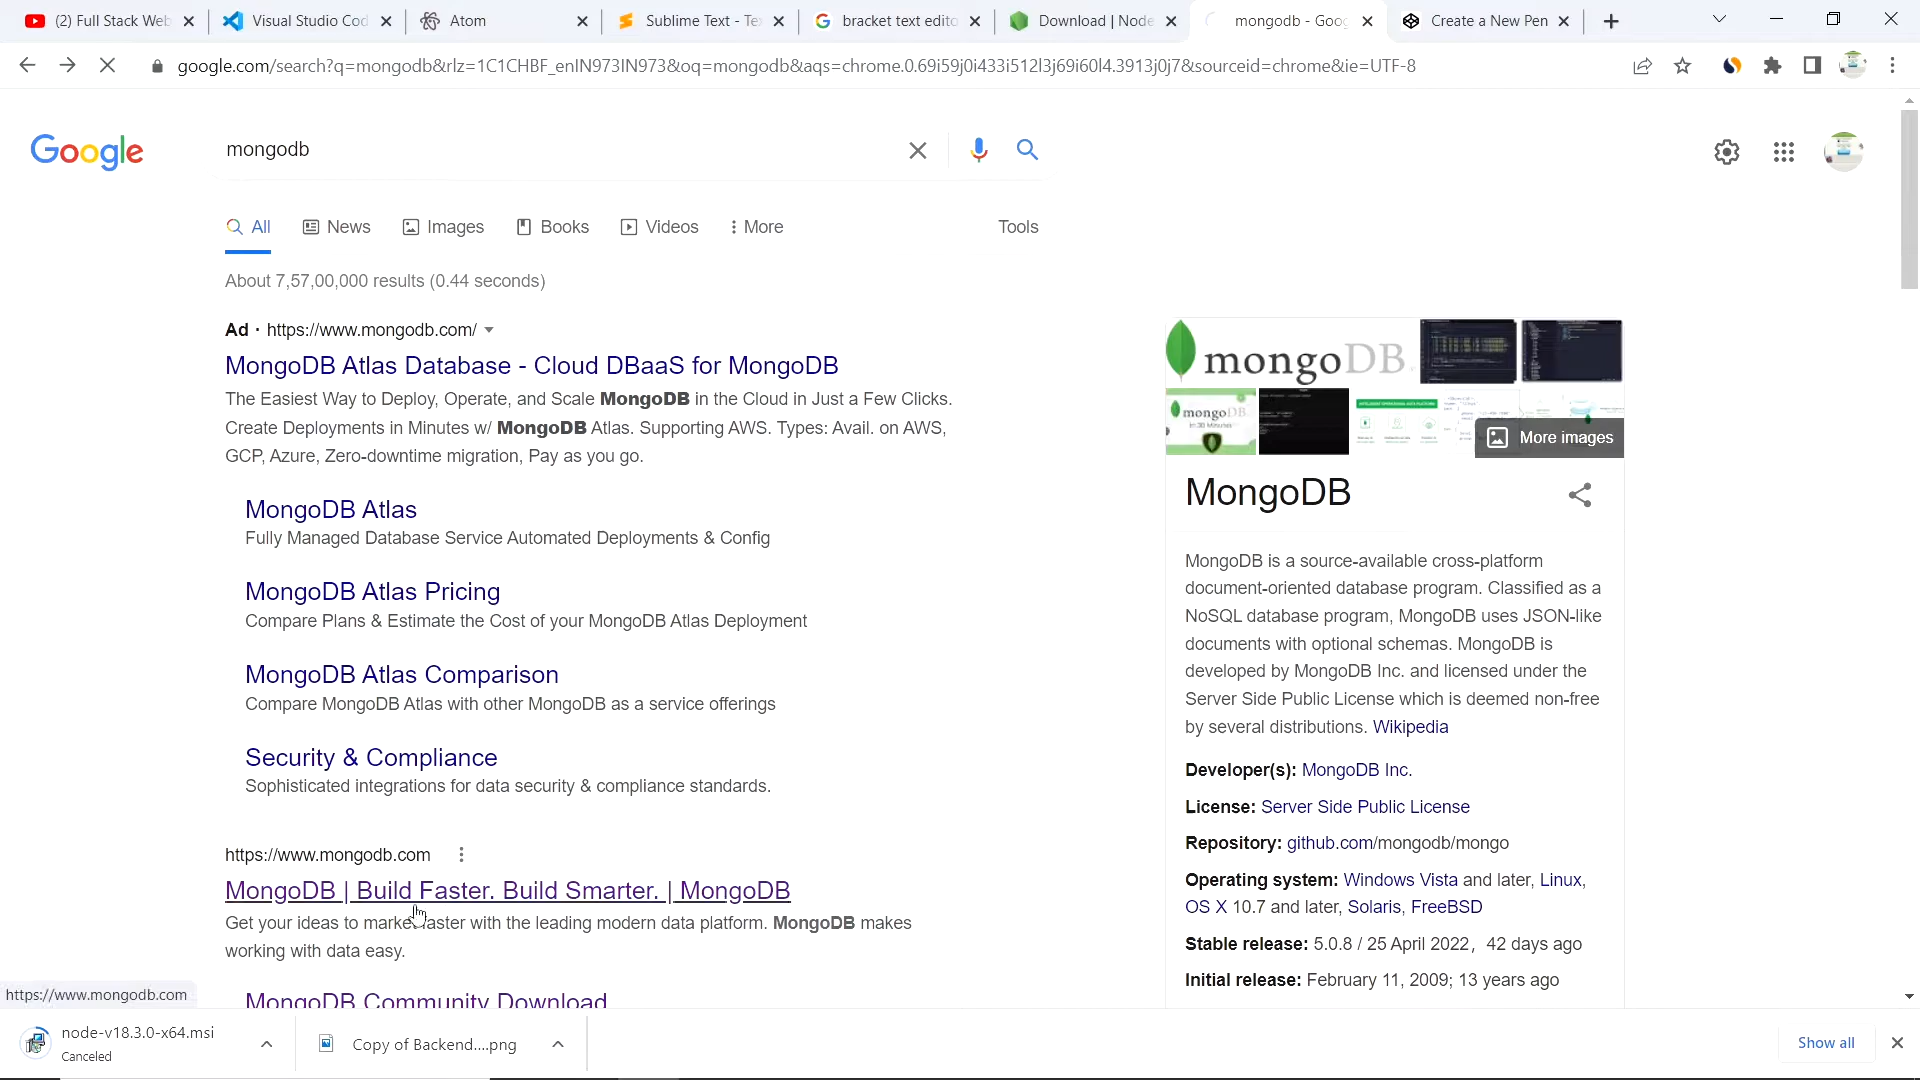 (2) Full Stack Web
Visual Studio Cod
Atom
Sublime Text - Te
bracket text edito
Download | Node
mongodb - Goo
Create a New Pen
google.com/search?q=mongodb&rlz=1C1CHBF_enIN973IN973&oq=mongodb&aqs=chrome.0.69i59j0i433i512l3j69i60l4.3913j0j7&sourceid=chrome&ie=UTF-8
Google
mongodb
All
News
Images
Books
Videos
More
Tools
About 7,57,00,000 results (0.44 seconds)
Ad · https://www.mongodb.com/
MongoDB Atlas Database - Cloud DBaaS for MongoDB
The Easiest Way to Deploy, Operate, and Scale MongoDB in the Cloud in Just a Few Clicks.
Create Deployments in Minutes w/ MongoDB Atlas. Supporting AWS. Types: Avail. on AWS,
GCP, Azure, Zero-downtime migration, Pay as you go.
MongoDB Atlas
Fully Managed Database Service Automated Deployments & Config
MongoDB Atlas Pricing
Compare Plans & Estimate the Cost of your MongoDB Atlas Deployment
MongoDB Atlas Comparison
Compare MongoDB Atlas with other MongoDB as a service offerings
Security & Compliance
Sophisticated integrations for data security & compliance standards.
https://www.mongodb.com
MongoDB | Build Faster. Build Smarter. | MongoDB
Get your ideas to market faster with the leading modern data platform. MongoDB makes
working with data easy.
MongoDB Community Download
mongoDB
mongoDB
in 30 Minutes
More images
MongoDB
MongoDB is a source-available cross-platform
document-oriented database program. Classified as a
NoSQL database program, MongoDB uses JSON-like
documents with optional schemas. MongoDB is
developed by MongoDB Inc. and licensed under the
Server Side Public License which is deemed non-free
by several distributions. Wikipedia
Developer(s): MongoDB Inc.
License: Server Side Public License
Repository: github.com/mongodb/mongo
Operating system: Windows Vista and later, Linux,
OS X 10.7 and later, Solaris, FreeBSD
Stable release: 5.0.8 / 25 April 2022, 42 days ago
Initial release: February 11, 2009; 13 years ago
https://www.mongodb.com
node-v18.3.0-x64.msi
Canceled
Copy of Backend....png
Show all